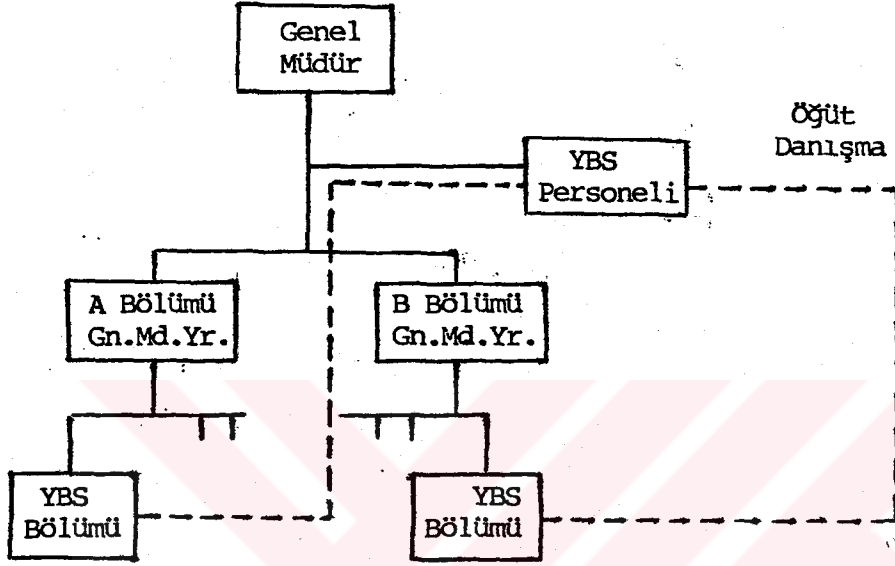 Genel
Müdür
Öğüt
Danışma
YBS
Personeli
A Bölümü
Gn.Md.Yr.
B Bölümü
Gn.Md.Yr.
YBS
Bölümü
YBS
Bölümü